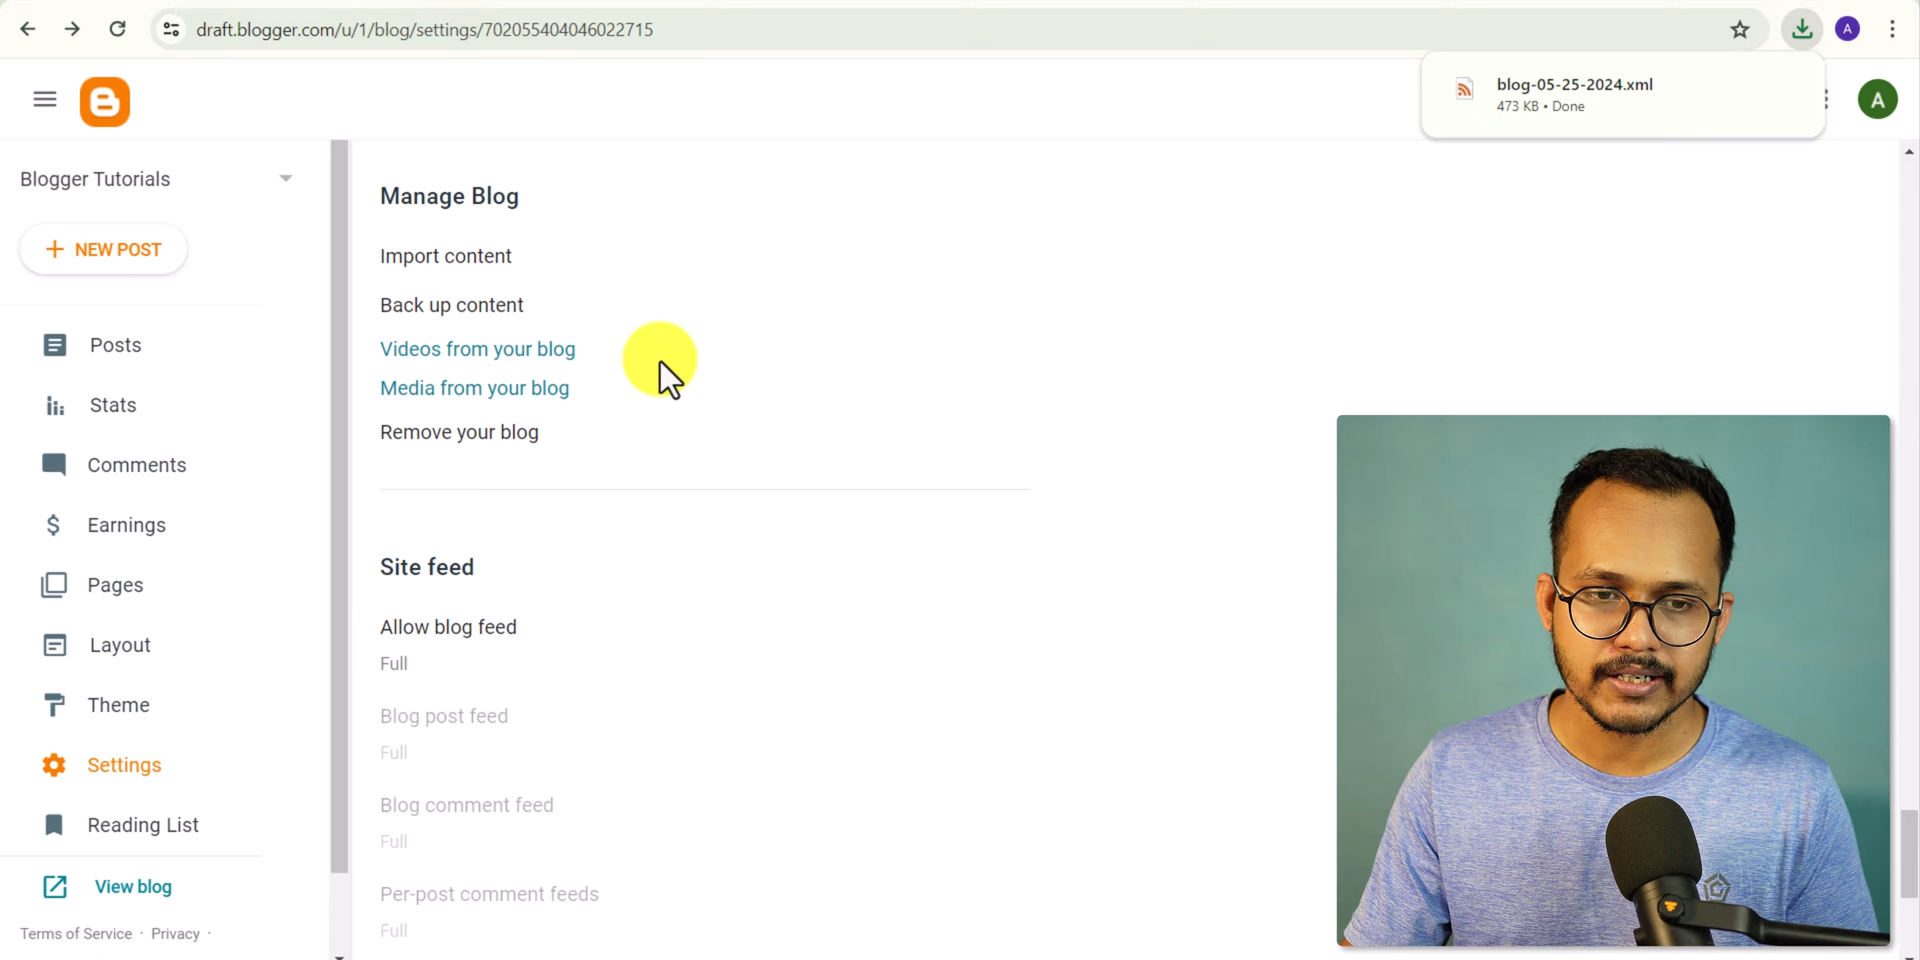 draft.blogger.com/u/1/blog/settings/702055404046022715
A
blog-05-25-2024.xml
473 KB • Done
A
Blogger Tutorials
NEW POST
Posts
Stats
Comments
Earnings
Pages
Layout
Theme
Settings
Reading List
View blog
Terms of Service · Privacy ·
Manage Blog
Import content
Back up content
Videos from your blog
Media from your blog
Remove your blog
Site feed
Allow blog feed
Full
Blog post feed
Full
Blog comment feed
Full
Per-post comment feeds
Full